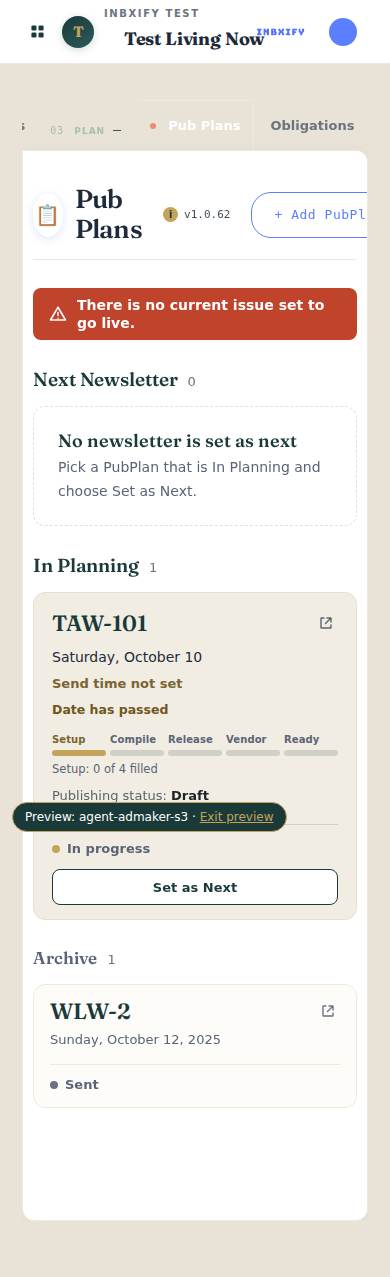 INBXIFY TEST
T
Test Living Now
INBXIFY
03 PLAN —
Pub Plans
Obligations
Pub Plans
i v1.0.62
+ Add PubPl
There is no current issue set to
go live.
Next Newsletter 0
No newsletter is set as next
Pick a PubPlan that is In Planning and
choose Set as Next.
In Planning 1
TAW-101
Saturday, October 10
Send time not set
Date has passed
Setup Compile Release Vendor Ready
Setup: 0 of 4 filled
Publishing status: Draft
Preview: agent-admaker-s3 · Exit preview
In progress
Set as Next
Archive 1
WLW-2
Sunday, October 12, 2025
Sent